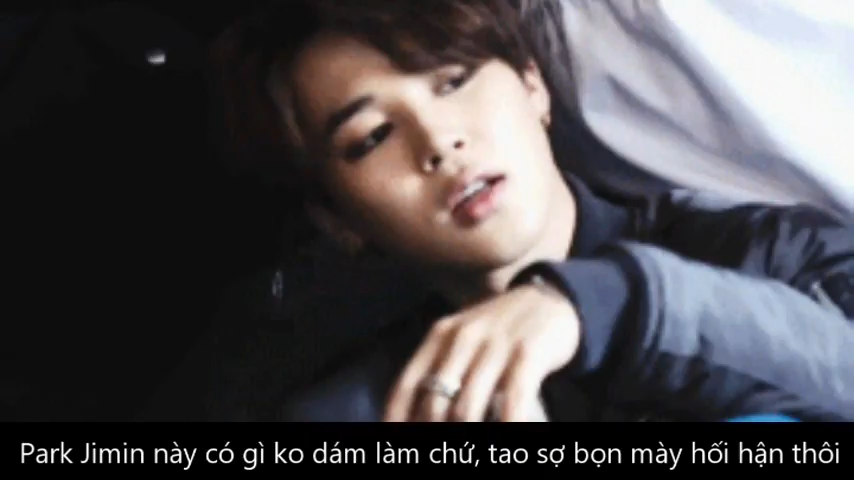 Park Jimin này có gì ko dám làm chứ, tao sợ bọn mày hối hận thôi